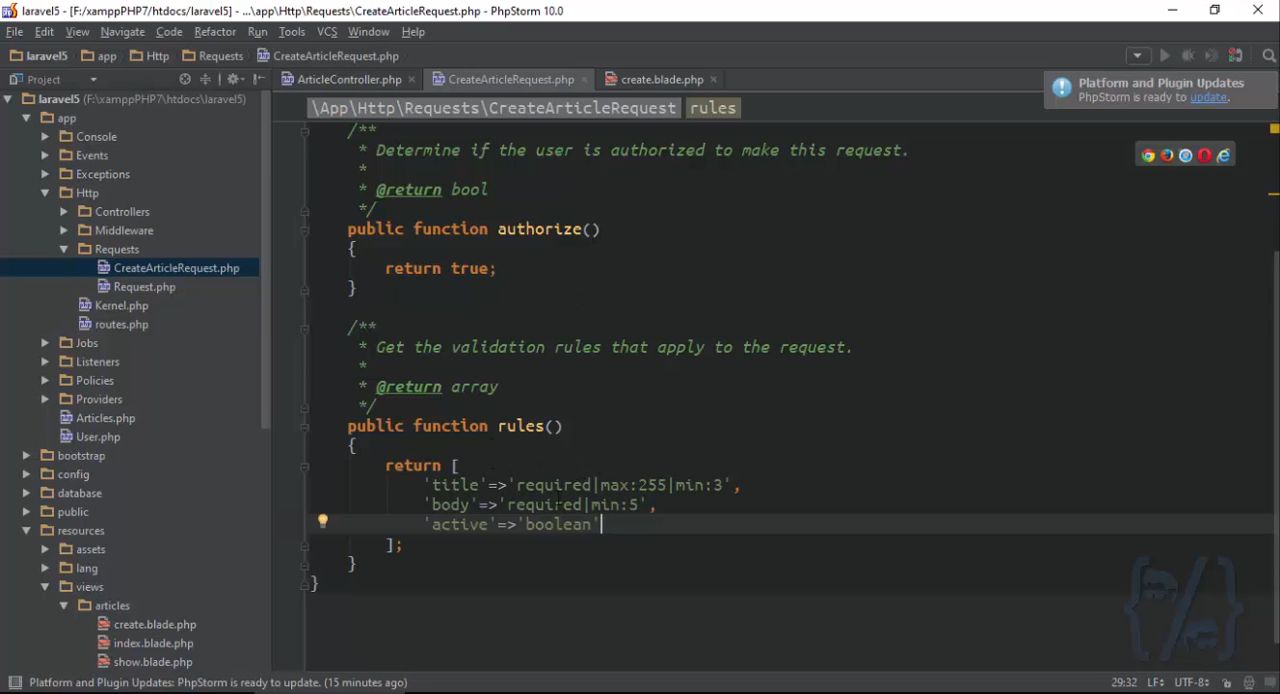 laravel5 - [F:/xamppPHP7/htdocs/laravel5] - ...\app\Http\Requests\CreateArticleRequest.php - PhpStorm 10.0
File Edit View Navigate Code Refactor Run Tools VCS Window Help
laravel5 app Http Requests CreateArticleRequest.php
Project
ArticleController.php CreateArticleRequest.php create.blade.php
Platform and Plugin Updates
PhpStorm is ready to update.
laravel5 (F:\xamppPHP7\htdocs\laravel5)
app
Console
Events
Exceptions
Http
Controllers
Middleware
Requests
CreateArticleRequest.php
Request.php
Kernel.php
routes.php
Jobs
Listeners
Policies
Providers
Articles.php
User.php
bootstrap
config
database
public
resources
assets
lang
views
articles
create.blade.php
index.blade.php
show.blade.php
\App\Http\Requests\CreateArticleRequest rules
/**
* Determine if the user is authorized to make this request.
*
* @return bool
*/
public function authorize()
{
return true;
}
/**
* Get the validation rules that apply to the request.
*
* @return array
*/
public function rules()
{
return [
'title'=>'required|max:255|min:3',
'body'=>'required|min:5',
'active'=>'boolean'
];
}
}
Platform and Plugin Updates: PhpStorm is ready to update. (15 minutes ago)
29:32 LF UTF-8